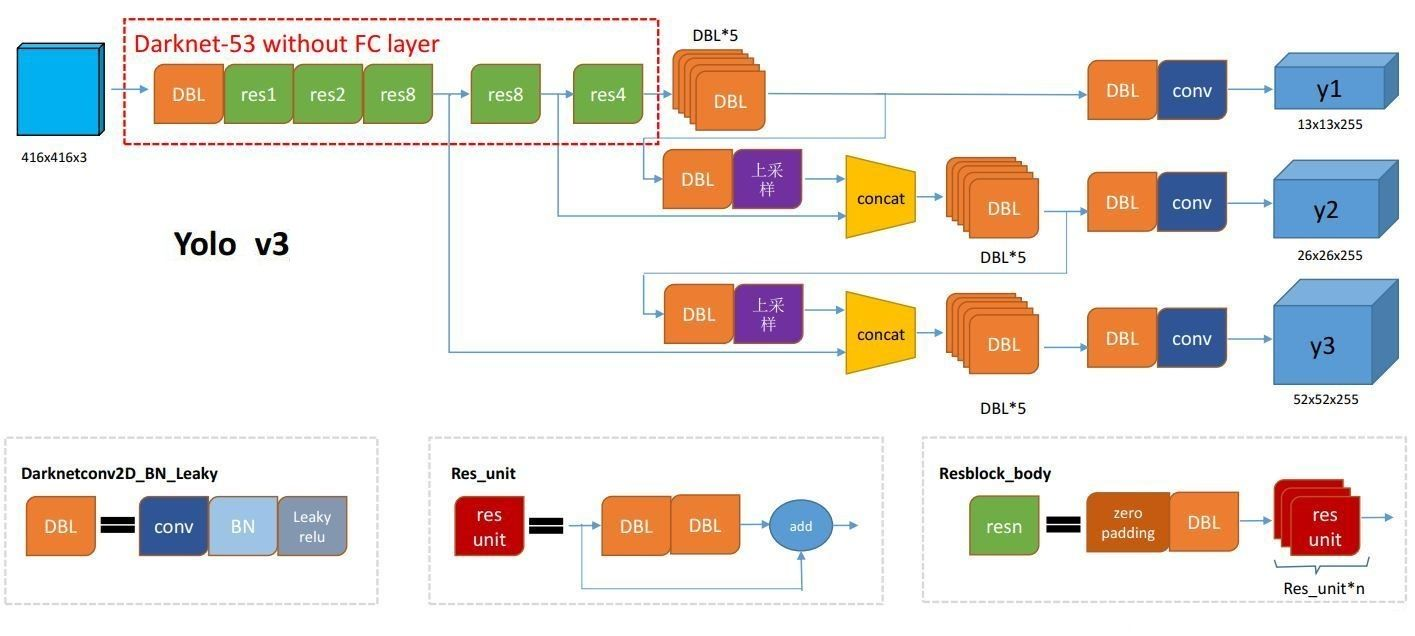 Darknet-53 without FC layer
DBL
res1
res2
res8
res8
res4
416x416x3
DBL*5
DBL
DBL
conv
y1
13x13x255
DBL
上采
样
concat
DBL
DBL*5
DBL
conv
y2
26x26x255
Yolo v3
DBL
上采
样
concat
DBL
DBL*5
DBL
conv
y3
52x52x255
Darknetconv2D_BN_Leaky
DBL
conv
BN
Leaky
relu
Res_unit
res
unit
DBL
DBL
add
Resblock_body
resn
zero
padding
DBL
res
unit
Res_unit*n